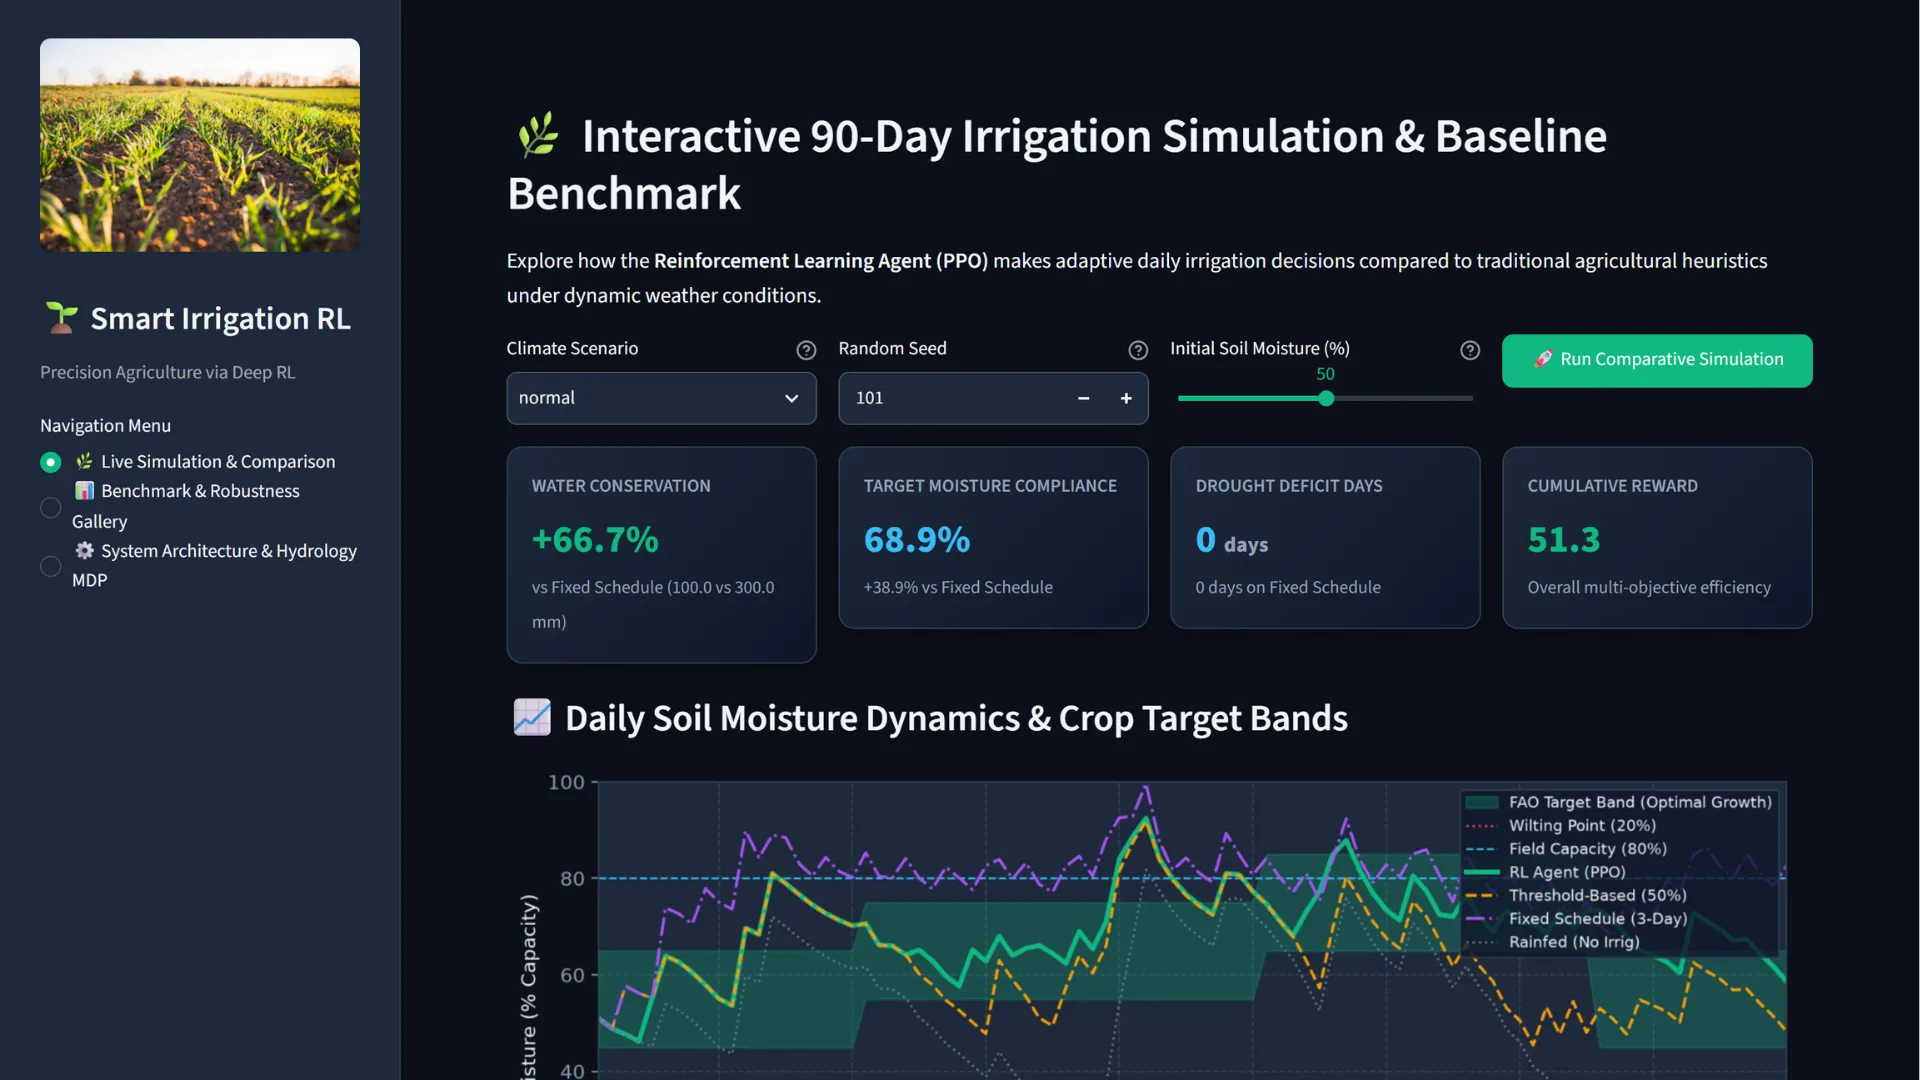 Smart Irrigation RL
Precision Agriculture via Deep RL
Navigation Menu
Live Simulation & Comparison
Benchmark & Robustness
Gallery
System Architecture & Hydrology
MDP
Interactive 90-Day Irrigation Simulation & Baseline
Benchmark
Explore how the Reinforcement Learning Agent (PPO) makes adaptive daily irrigation decisions compared to traditional agricultural heuristics
under dynamic weather conditions.
Climate Scenario
normal
Random Seed
101
Initial Soil Moisture (%)
50
Run Comparative Simulation
WATER CONSERVATION
+66.7%
vs Fixed Schedule (100.0 vs 300.0
mm)
TARGET MOISTURE COMPLIANCE
68.9%
+38.9% vs Fixed Schedule
DROUGHT DEFICIT DAYS
0 days
0 days on Fixed Schedule
CUMULATIVE REWARD
51.3
Overall multi-objective efficiency
Daily Soil Moisture Dynamics & Crop Target Bands
100
80
60
40
isture (% Capacity)
FAO Target Band (Optimal Growth)
Wilting Point (20%)
Field Capacity (80%)
RL Agent (PPO)
Threshold-Based (50%)
Fixed Schedule (3-Day)
Rainfed (No Irrig)